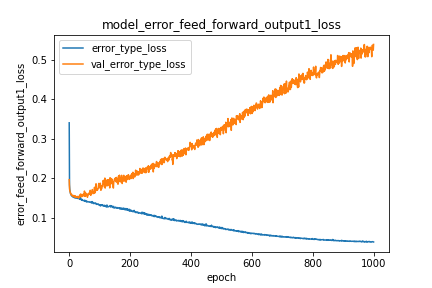 model_error_feed_forward_output1_loss
error_type_loss
val_error_type_loss
error_feed_forward_output1_loss
0.5
0.4
0.3
0.2
0.1
0 200 400 600 800 1000
epoch